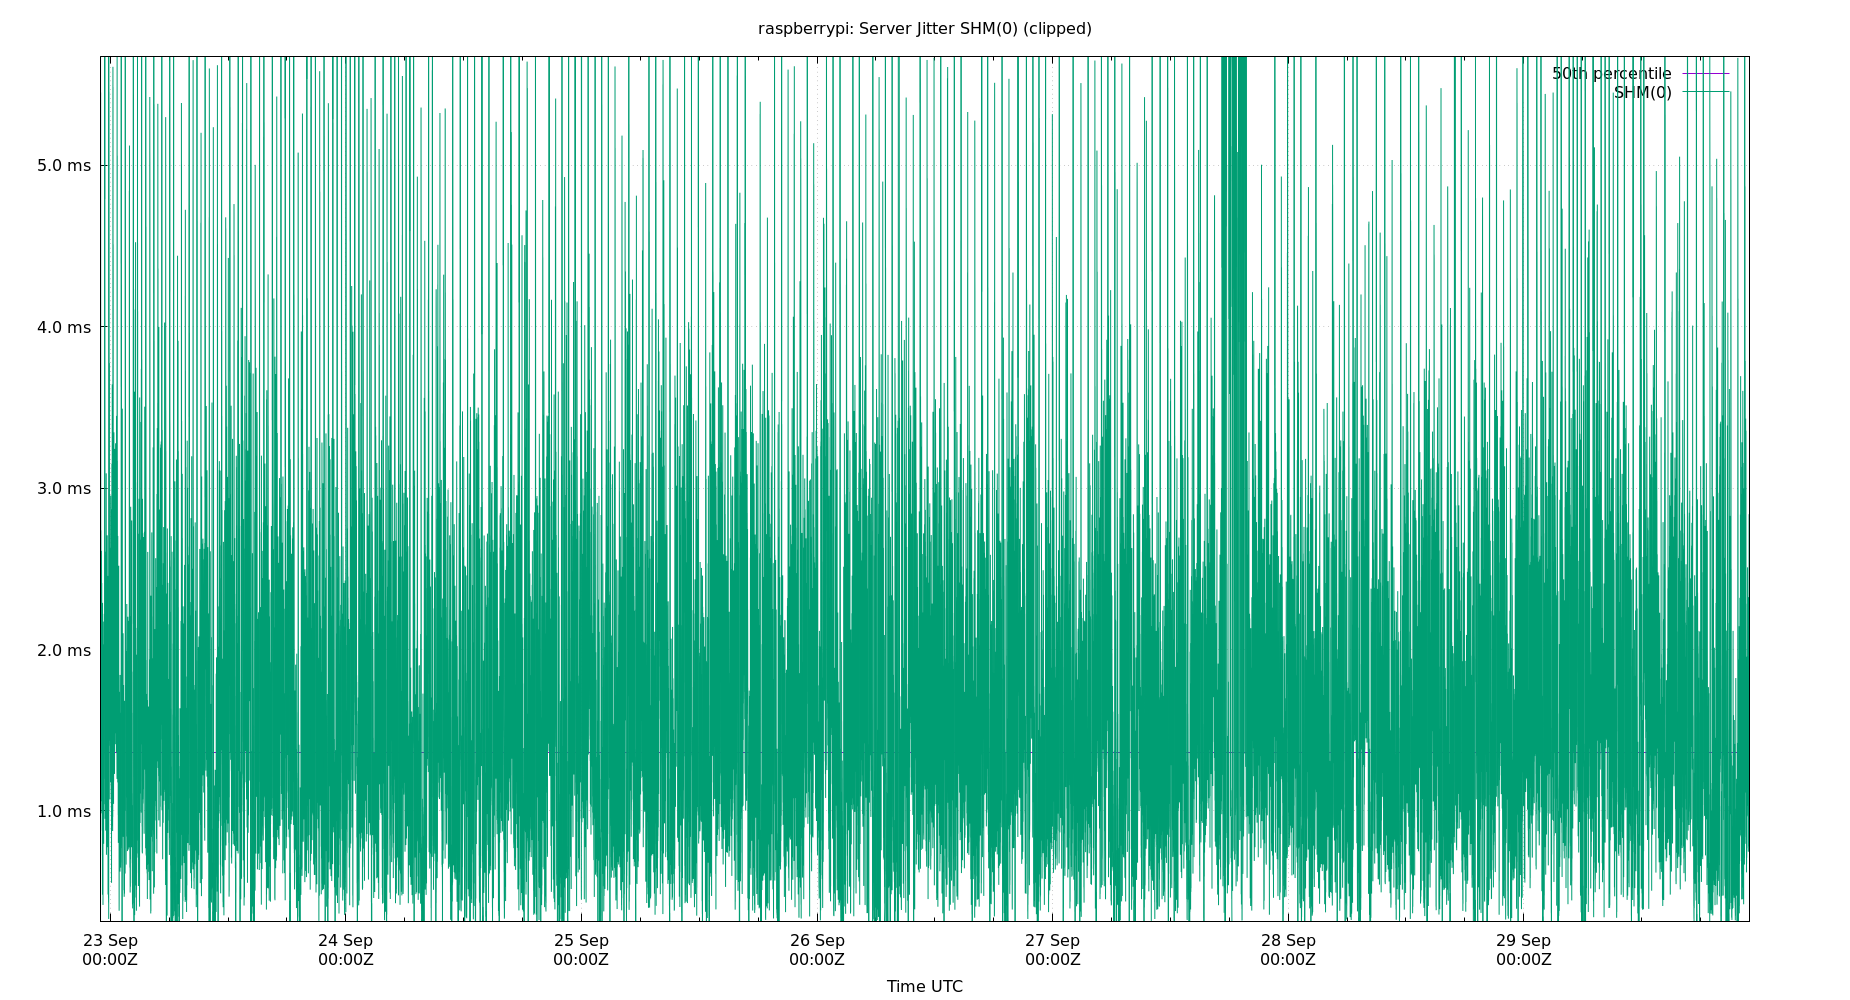 raspberrypi: Server Jitter SHM(0) (clipped)
50th percentile
SHM(0)
5.0 ms
4.0 ms
3.0 ms
2.0 ms
1.0 ms
23 Sep 24 Sep 25 Sep 26 Sep 27 Sep 28 Sep 29 Sep
00:00Z 00:00Z 00:00Z 00:00Z 00:00Z 00:00Z 00:00Z
Time UTC